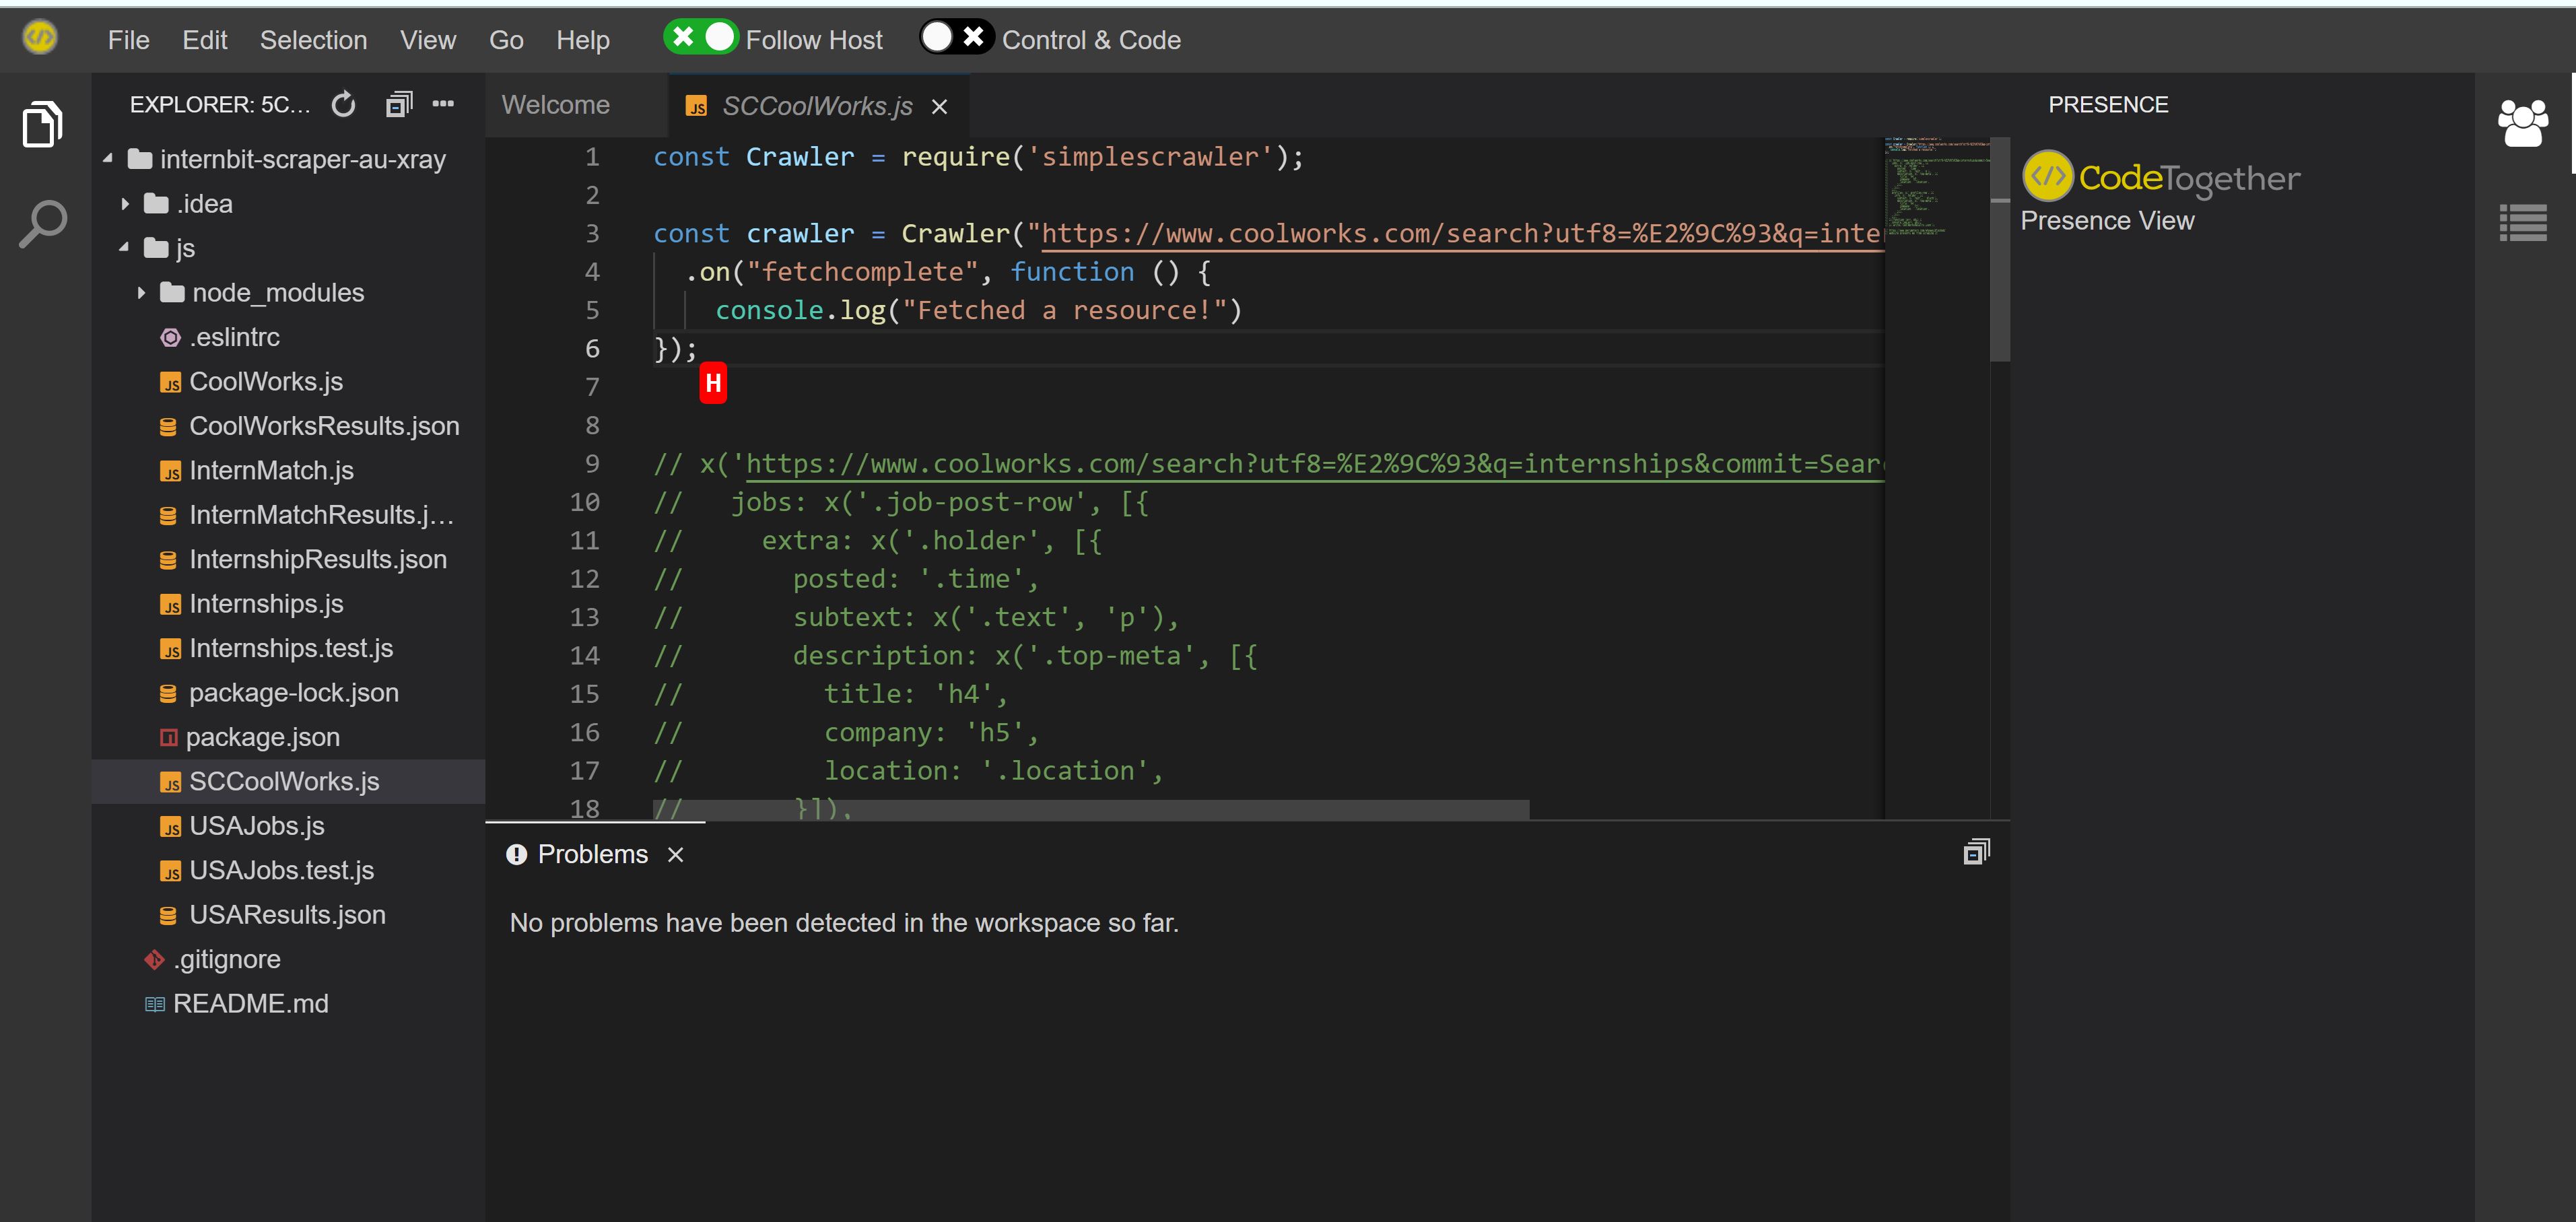 File Edit Selection View Go Help Follow Host Control & Code
EXPLORER: 5C...
internbit-scraper-au-xray
.idea
js
node_modules
.eslintrc
CoolWorks.js
CoolWorksResults.json
InternMatch.js
InternMatchResults.j...
InternshipResults.json
Internships.js
Internships.test.js
package-lock.json
package.json
SCCoolWorks.js
USAJobs.js
USAJobs.test.js
USAResults.json
.gitignore
README.md
Welcome JS SCCoolWorks.js
1 const Crawler = require('simplescrawler');
2
3 const crawler = Crawler("https://www.coolworks.com/search?utf8=%E2%9C%93&q=inter
4 .on("fetchcomplete", function () {
5 console.log("Fetched a resource!")
6 });
7 H
8
9 // x('https://www.coolworks.com/search?utf8=%E2%9C%93&q=internships&commit=Searc
10 // jobs: x('.job-post-row', [{
11 // extra: x('.holder', [{
12 // posted: '.time',
13 // subtext: x('.text', 'p'),
14 // description: x('.top-meta', [{
15 // title: 'h4',
16 // company: 'h5',
17 // location: '.location',
18 // }]),
Problems
No problems have been detected in the workspace so far.
PRESENCE
CodeTogether
Presence View